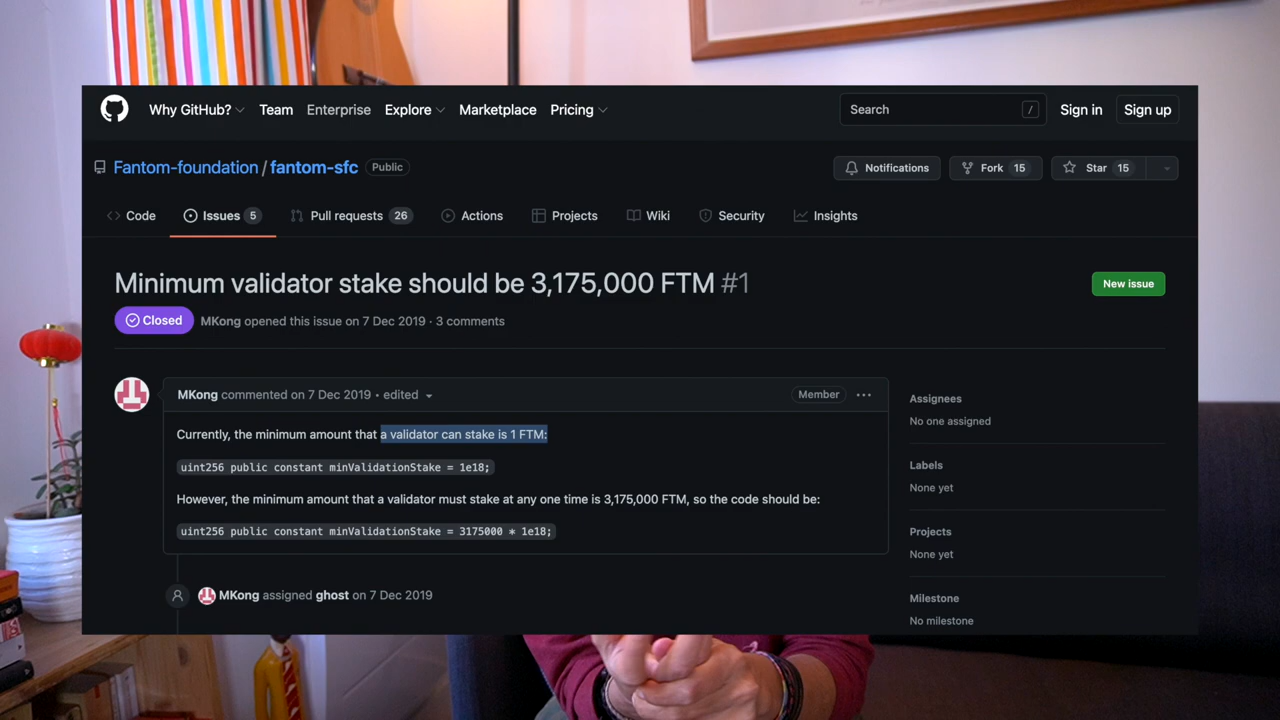 Why GitHub? Team Enterprise Explore Marketplace Pricing Search / Sign in Sign up
Fantom-foundation / fantom-sfc Public Notifications Fork 15 Star 15
Code Issues 5 Pull requests 26 Actions Projects Wiki Security Insights
Minimum validator stake should be 3,175,000 FTM #1 New issue
Closed MKong opened this issue on 7 Dec 2019 · 3 comments
MKong commented on 7 Dec 2019 • edited Member ...
Currently, the minimum amount that a validator can stake is 1 FTM:
uint256 public constant minValidationStake = 1e18;
However, the minimum amount that a validator must stake at any one time is 3,175,000 FTM, so the code should be:
uint256 public constant minValidationStake = 3175000 * 1e18;
MKong assigned ghost on 7 Dec 2019
Assignees
No one assigned
Labels
None yet
Projects
None yet
Milestone
No milestone